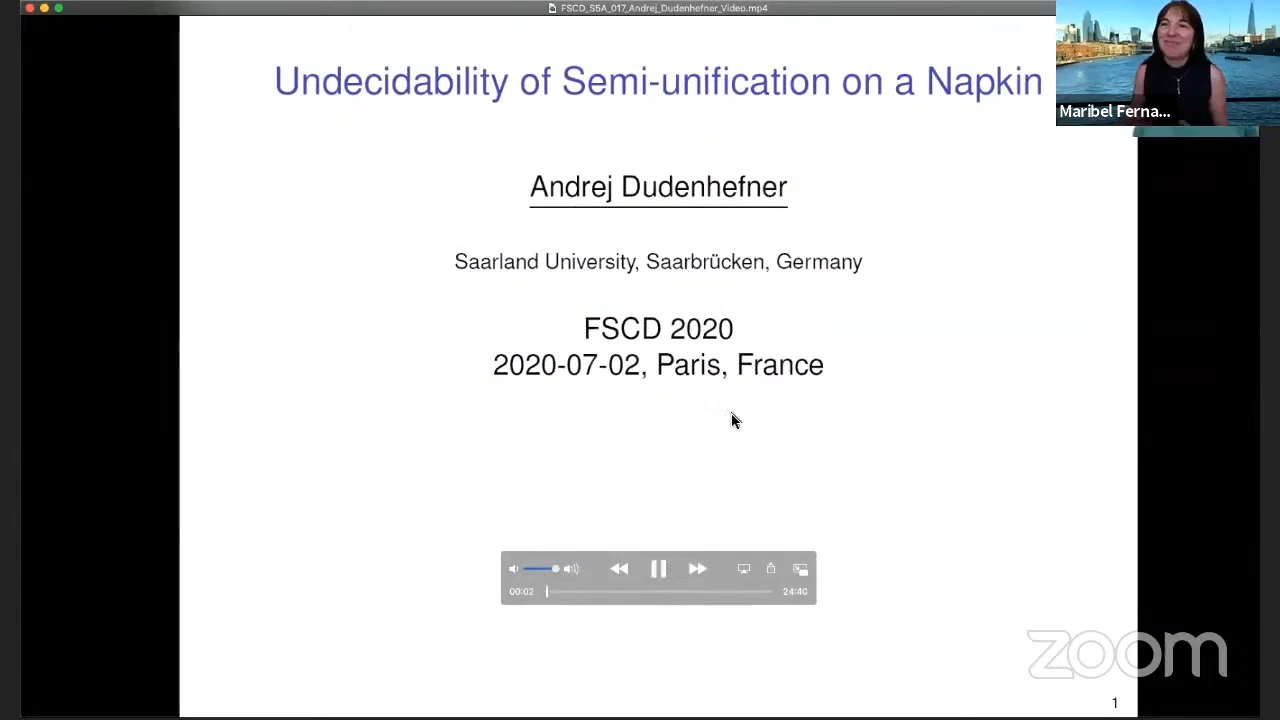 FSCD_S5A_017_Andrej_Dudenhefner_Video.mp4
Undecidability of Semi-unification on a Napkin
Maribel Ferna...
Andrej Dudenhefner
Saarland University, Saarbrücken, Germany
FSCD 2020
2020-07-02, Paris, France
00:02
24:40
zoom
1